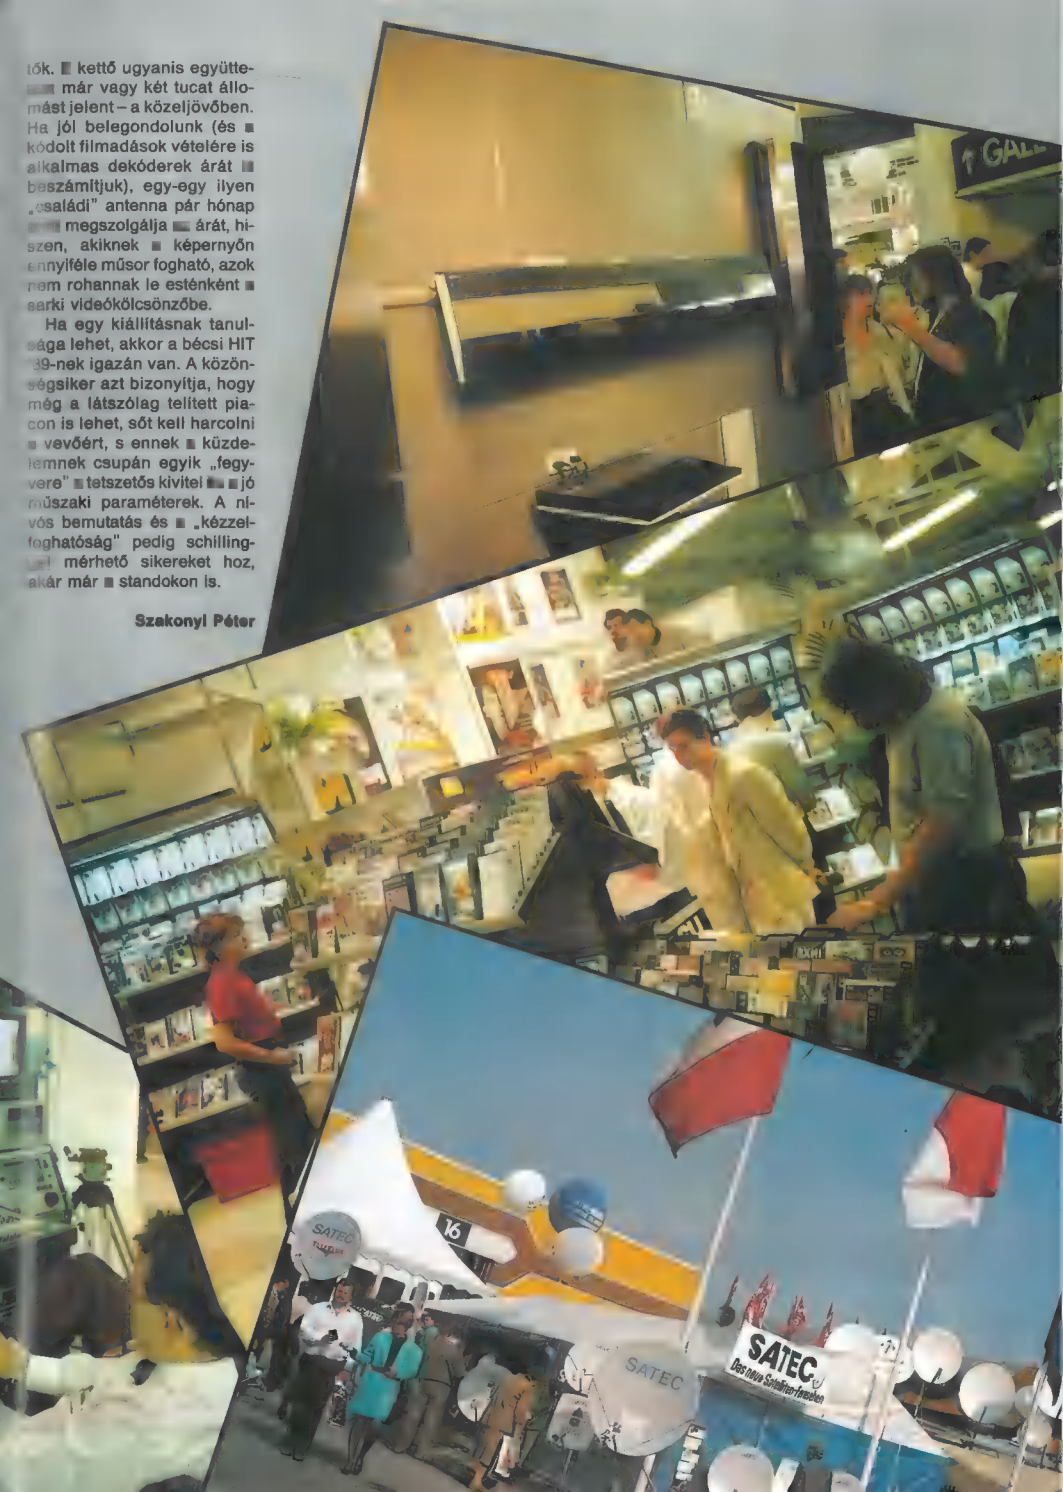 tők. kettő ugyanis együtte-
már vagy két tucat állo-
mást jelent – a közeljövőben.
Ha jól belegondolunk (és
kódolt filmadások vételére is
alkalmas dekóderek árát
beszámítjuk), egy-egy ilyen
„családi” antenna pár hónap
megszolgálja árát, hi-
szen, akiknek képernyőn
ennyiféle műsor fogható, azok
nem rohannak le esténként
sarki videókölcsönzőbe.
Ha egy kiállításnak tanul-
sága lehet, akkor a bécsi HIT
'89-nek igazán van. A közön-
ségsiker azt bizonyítja, hogy
még a látszólag telített pia-
con is lehet, sőt kell harcolni
vevőért, s ennek küzde-
lemnek csupán egyik „fegy-
vere” tetszetős kivitel jó
műszaki paraméterek. A ní-
vós bemutatás és „kézzel-
foghatóság” pedig schilling-
mérhető sikereket hoz,
akár már standokon is.
Szakonyi Péter
GALL
16
SATEC
SATEC
SATEC
Das neue Satelliten-Fernsehen